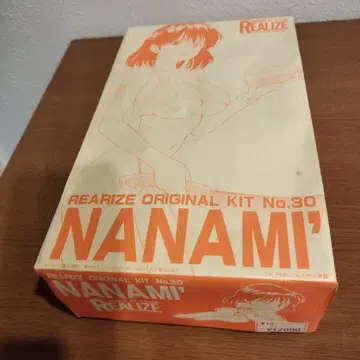 REALIZE
REARIZE ORIGINAL KIT No.30
NANAMI'
REARIZE ORIGINAL KIT No.30
NANAMI'
REALIZE
¥12000